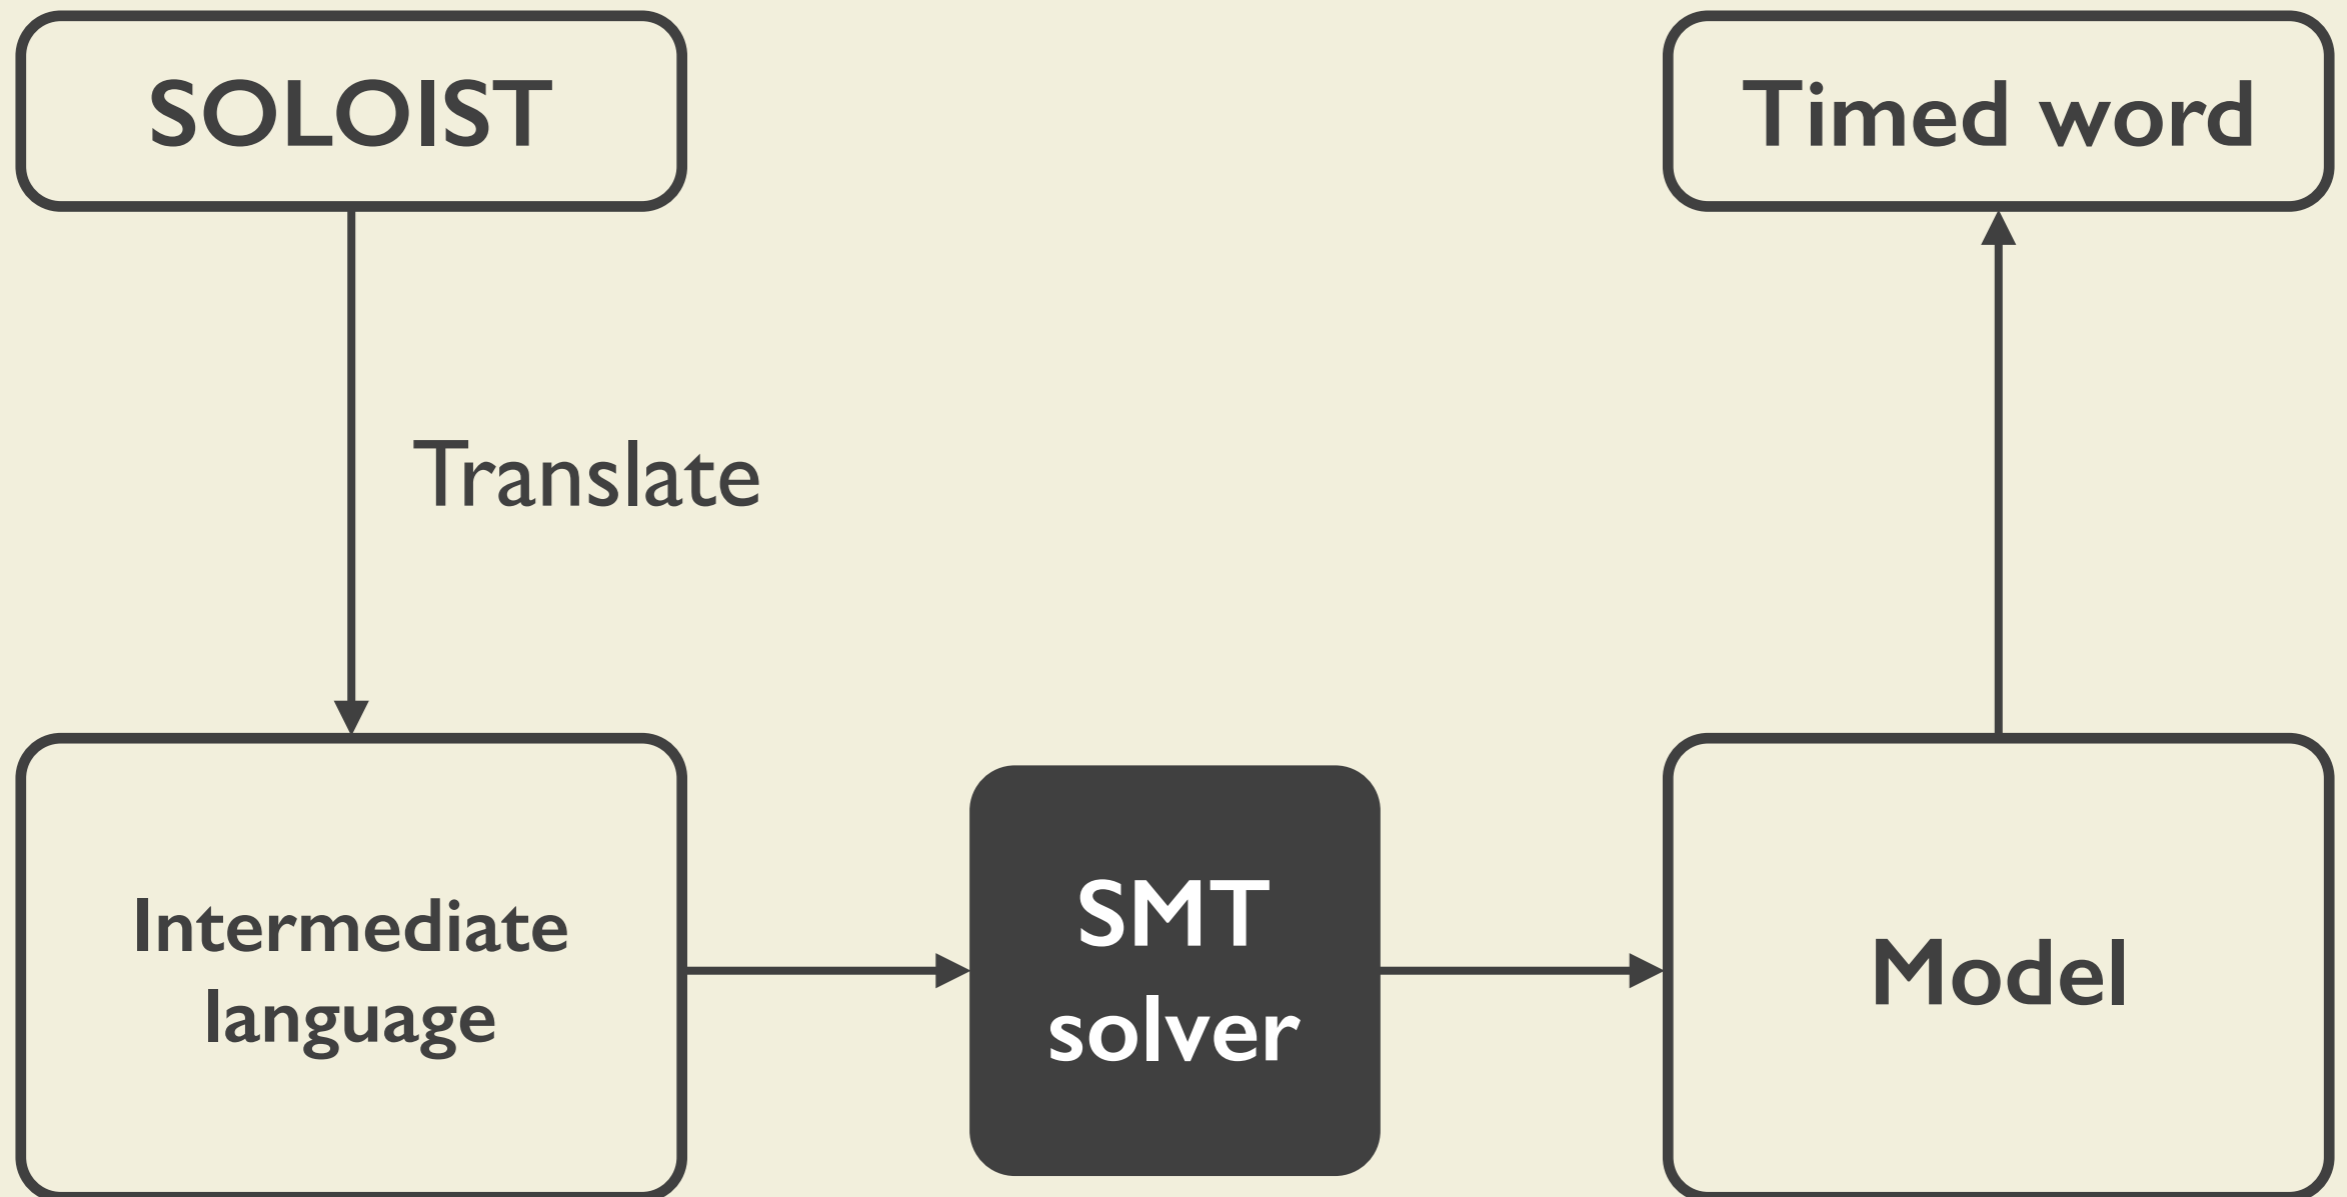 SOLOIST
Timed word
Translate
Intermediate
language
SMT
solver
Model